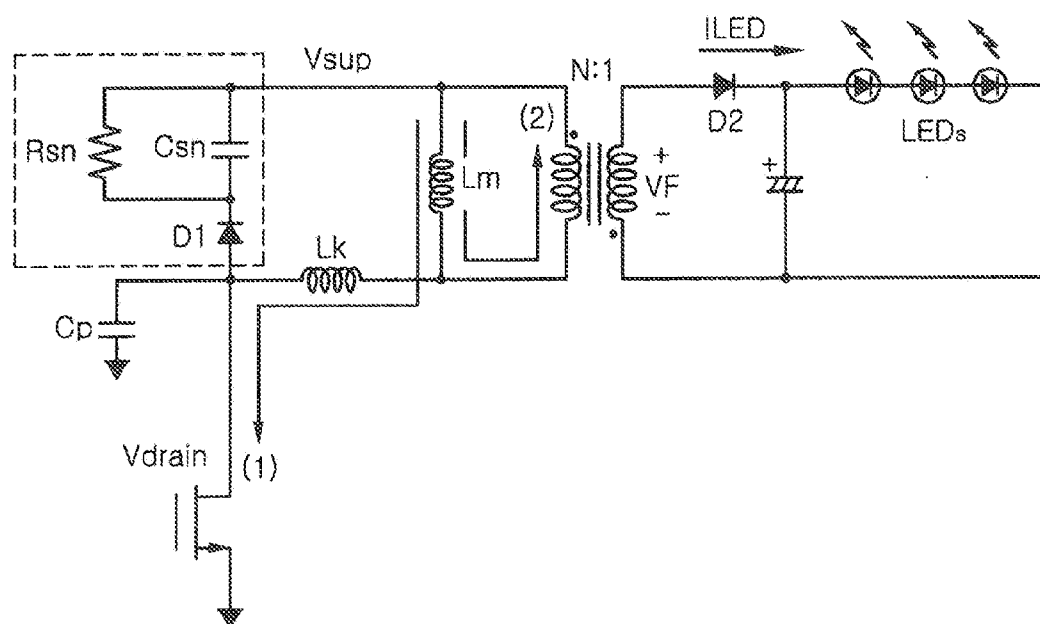 ILED
Vsup
N:1
(2)
D2
LEDs
Rsn
Csn
Lm
+
VF
-
+
D1
Lk
Cp
Vdrain
(1)